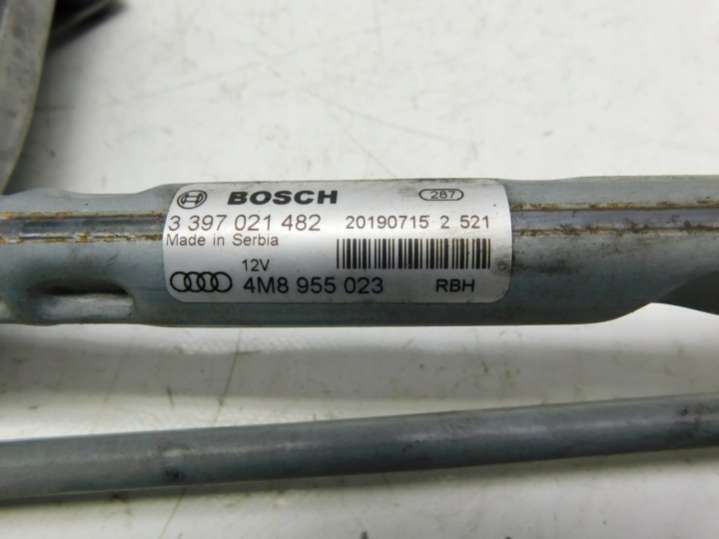 BOSCH 287
3 397 021 482 20190715 2 521
Made in Serbia
12V
4M8 955 023 RBH